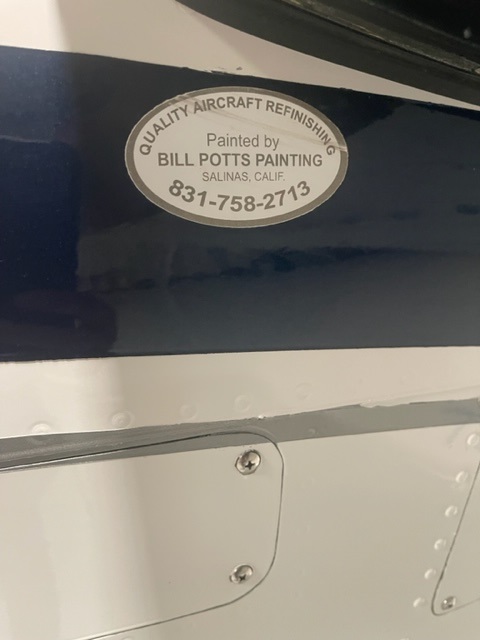 QUALITY AIRCRAFT REFINISHING
Painted by
BILL POTTS PAINTING
SALINAS, CALIF.
831-758-2713